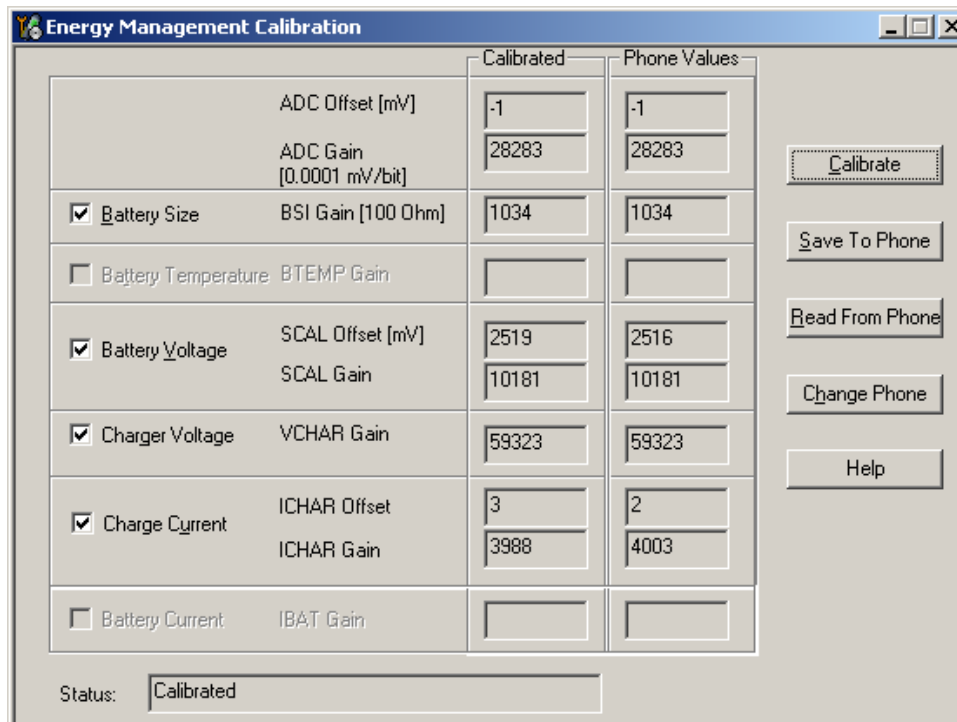 Energy Management Calibration
Calibrated Phone Values
ADC Offset [mV] -1 -1
ADC Gain [0.0001 mV/bit] 28283 28283
Calibrate
Battery Size BSI Gain [100 Ohm] 1034 1034
Save To Phone
Battery Temperature BTEMP Gain
Read From Phone
Battery Voltage SCAL Offset [mV] 2519 2516
SCAL Gain 10181 10181
Change Phone
Charger Voltage VCHAR Gain 59323 59323
Help
Charge Current ICHAR Offset 3 2
ICHAR Gain 3988 4003
Battery Current IBAT Gain
Status: Calibrated